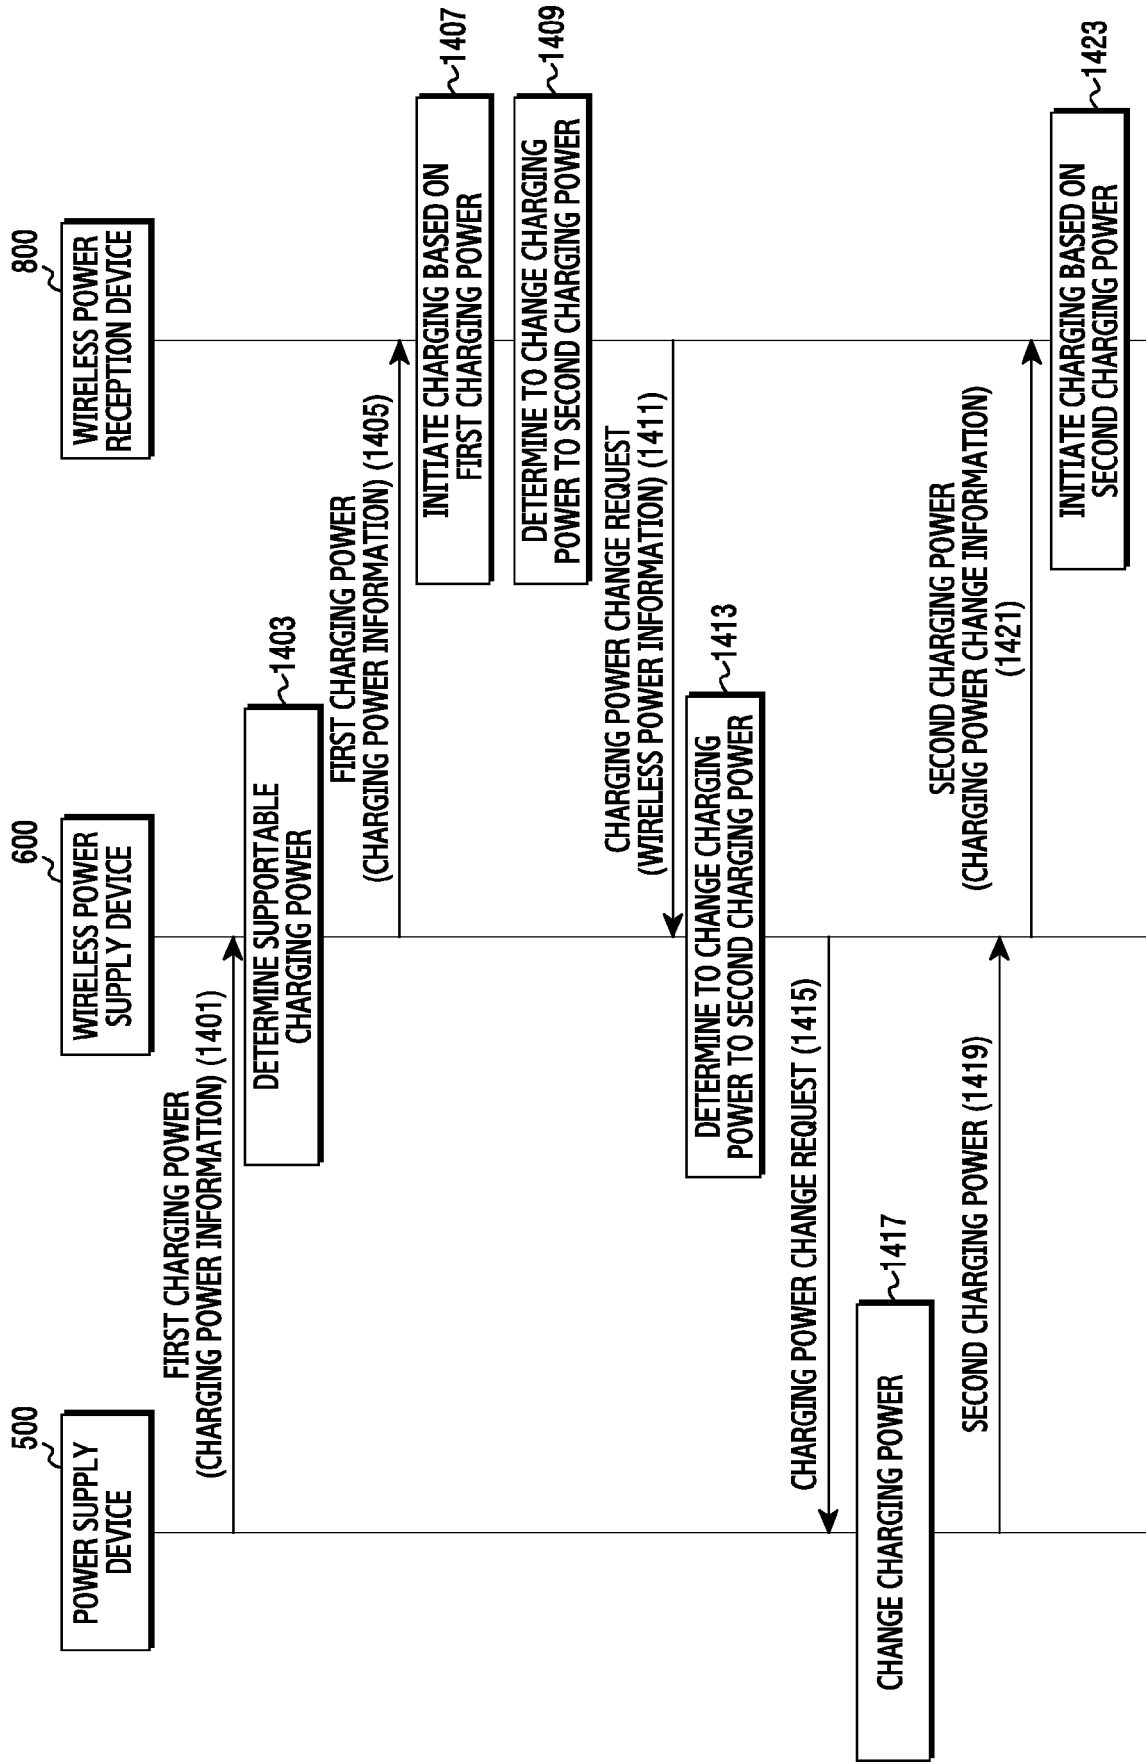 500
POWER SUPPLY
DEVICE
600
WIRELESS POWER
SUPPLY DEVICE
800
WIRELESS POWER
RECEPTION DEVICE
FIRST CHARGING POWER
(CHARGING POWER INFORMATION) (1401)
DETERMINE SUPPORTABLE
CHARGING POWER
1403
FIRST CHARGING POWER
(CHARGING POWER INFORMATION) (1405)
INITIATE CHARGING BASED ON
FIRST CHARGING POWER
1407
DETERMINE TO CHANGE CHARGING
POWER TO SECOND CHARGING POWER
1409
CHARGING POWER CHANGE REQUEST
(WIRELESS POWER INFORMATION) (1411)
DETERMINE TO CHANGE CHARGING
POWER TO SECOND CHARGING POWER
1413
CHARGING POWER CHANGE REQUEST (1415)
CHANGE CHARGING POWER
1417
SECOND CHARGING POWER (1419)
SECOND CHARGING POWER
(CHARGING POWER CHANGE INFORMATION)
(1421)
INITIATE CHARGING BASED ON
SECOND CHARGING POWER
1423